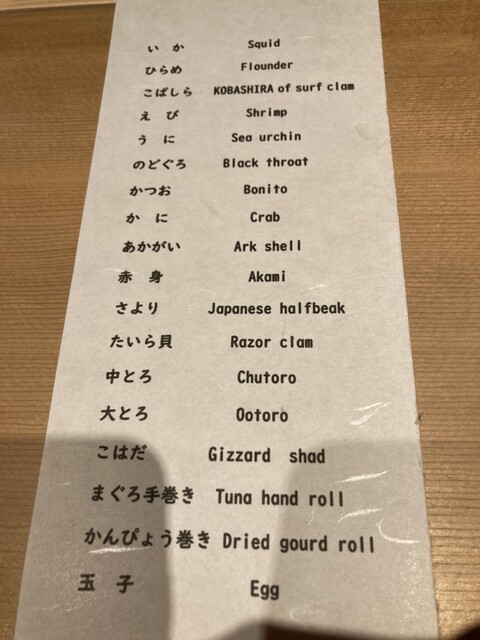 いか Squid
ひらめ Flounder
こばしら KOBASHIRA of surf clam
えび Shrimp
うに Sea urchin
のどぐろ Black throat
かつお Bonito
かに Crab
あかがい Ark shell
赤身 Akami
さより Japanese halfbeak
たいら貝 Razor clam
中とろ Chutoro
大とろ Ootoro
こはだ Gizzard shad
まぐろ手巻き Tuna hand roll
かんぴょう巻き Dried gourd roll
玉子 Egg